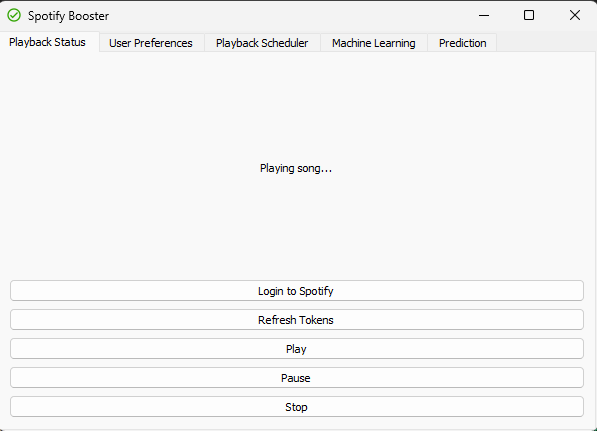 Spotify Booster
Playback Status User Preferences Playback Scheduler Machine Learning Prediction
Playing song...
Login to Spotify
Refresh Tokens
Play
Pause
Stop